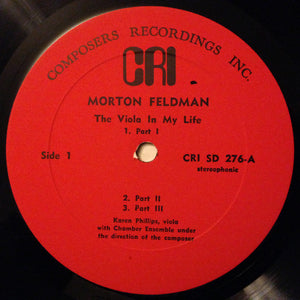 COMPOSERS RECORDINGS INC.
CRI
MORTON FELDMAN
The Viola In My Life
1. Part I
Side 1
CRI SD 276-A
stereophonic
2. Part II
3. Part III
Karen Phillips, viola
with Chamber Ensemble under
the direction of the composer